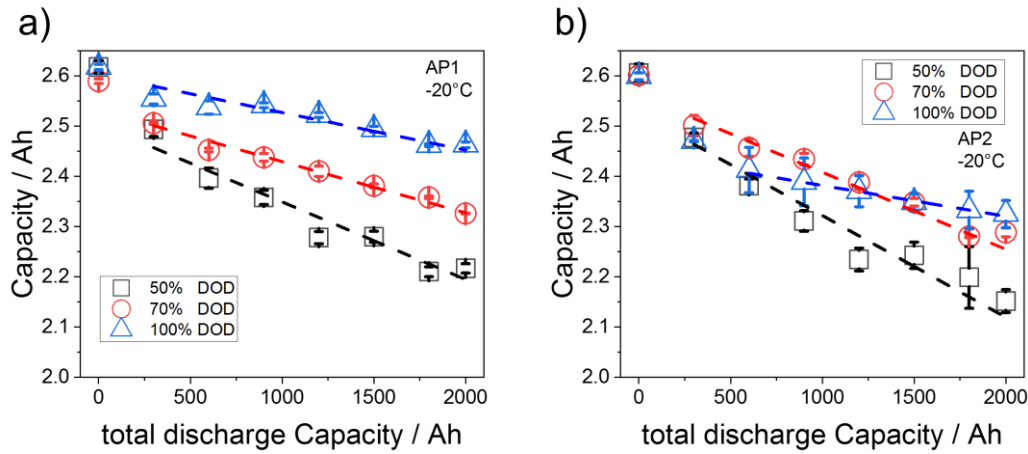 a)
AP1
-20°C
Capacity / Ah
2.6
2.5
2.4
2.3
2.2
2.1
2.0
50% DOD
70% DOD
100% DOD
0 500 1000 1500 2000
total discharge Capacity / Ah
b)
50% DOD
70% DOD
100% DOD
AP2
-20°C
Capacity / Ah
2.6
2.5
2.4
2.3
2.2
2.1
2.0
0 500 1000 1500 2000
total discharge Capacity / Ah